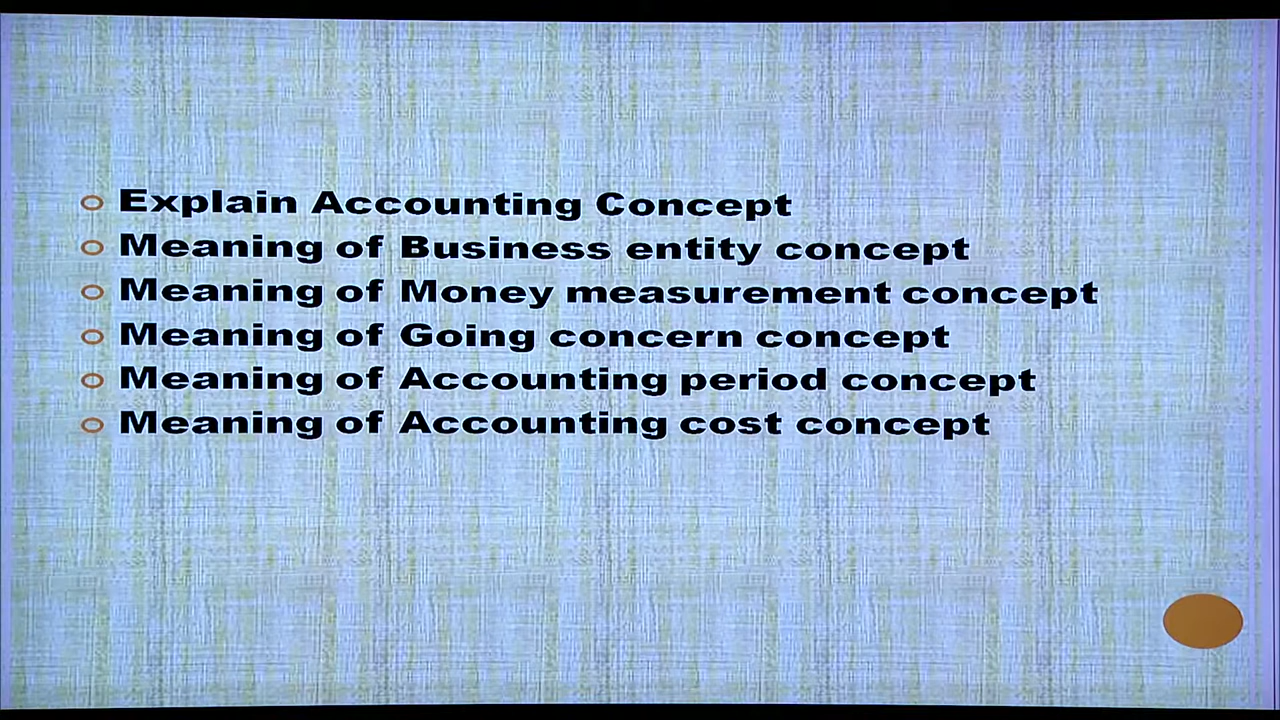 Explain Accounting Concept
Meaning of Business entity concept
Meaning of Money measurement concept
Meaning of Going concern concept
Meaning of Accounting period concept
Meaning of Accounting cost concept